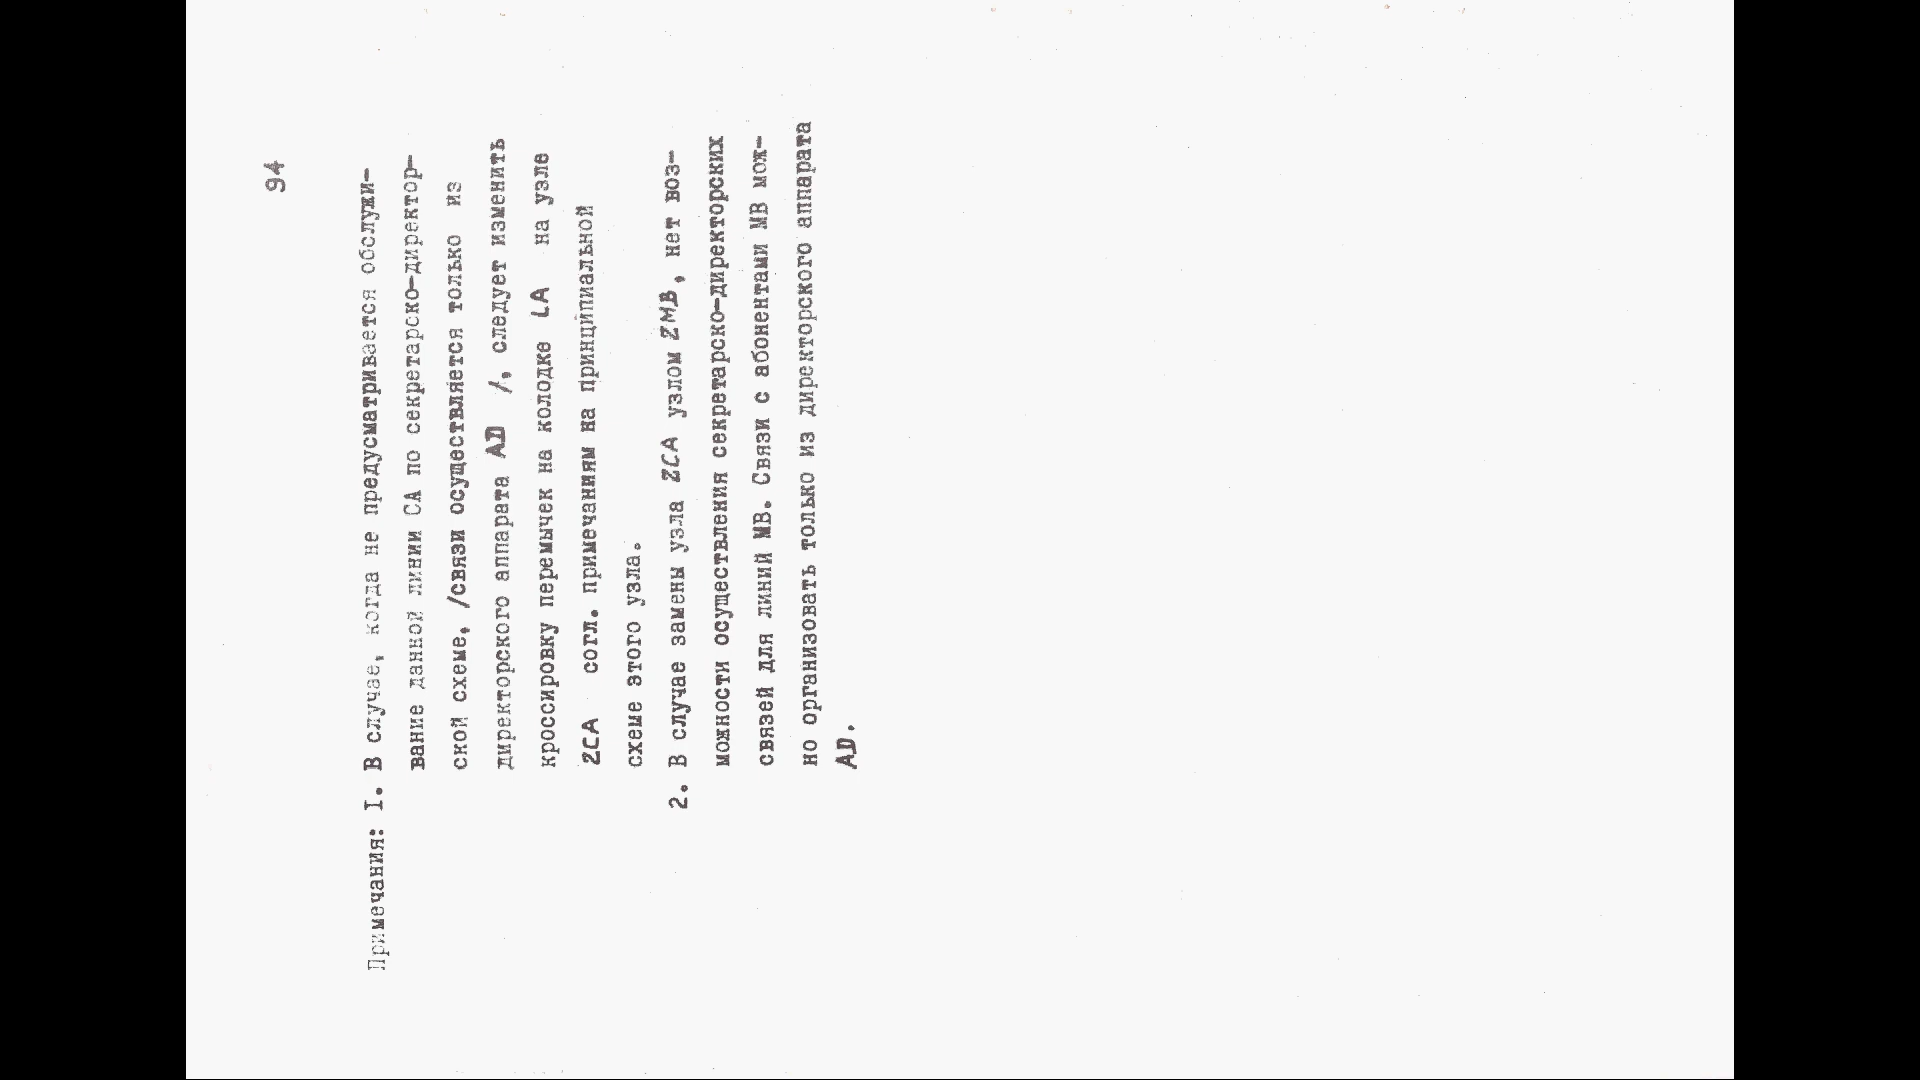 94
Примечания: I. В случае, когда не предусматривается обслужи-
вание данной линии СА по секретарско-директор-
ской схеме, /связи осуществляется только из
директорского аппарата AD /, следует изменить
кроссировку перемычек на колодке LA на узле
ZCA согл. примечаниям на принципиальной
схеме этого узла.
2. В случае замены узла ZCA узлом ZMB, нет воз-
можности осуществления секретарско-директорских
связей для линий МВ. Связи с абонентами МВ мож-
но организовать только из директорского аппарата
AD.